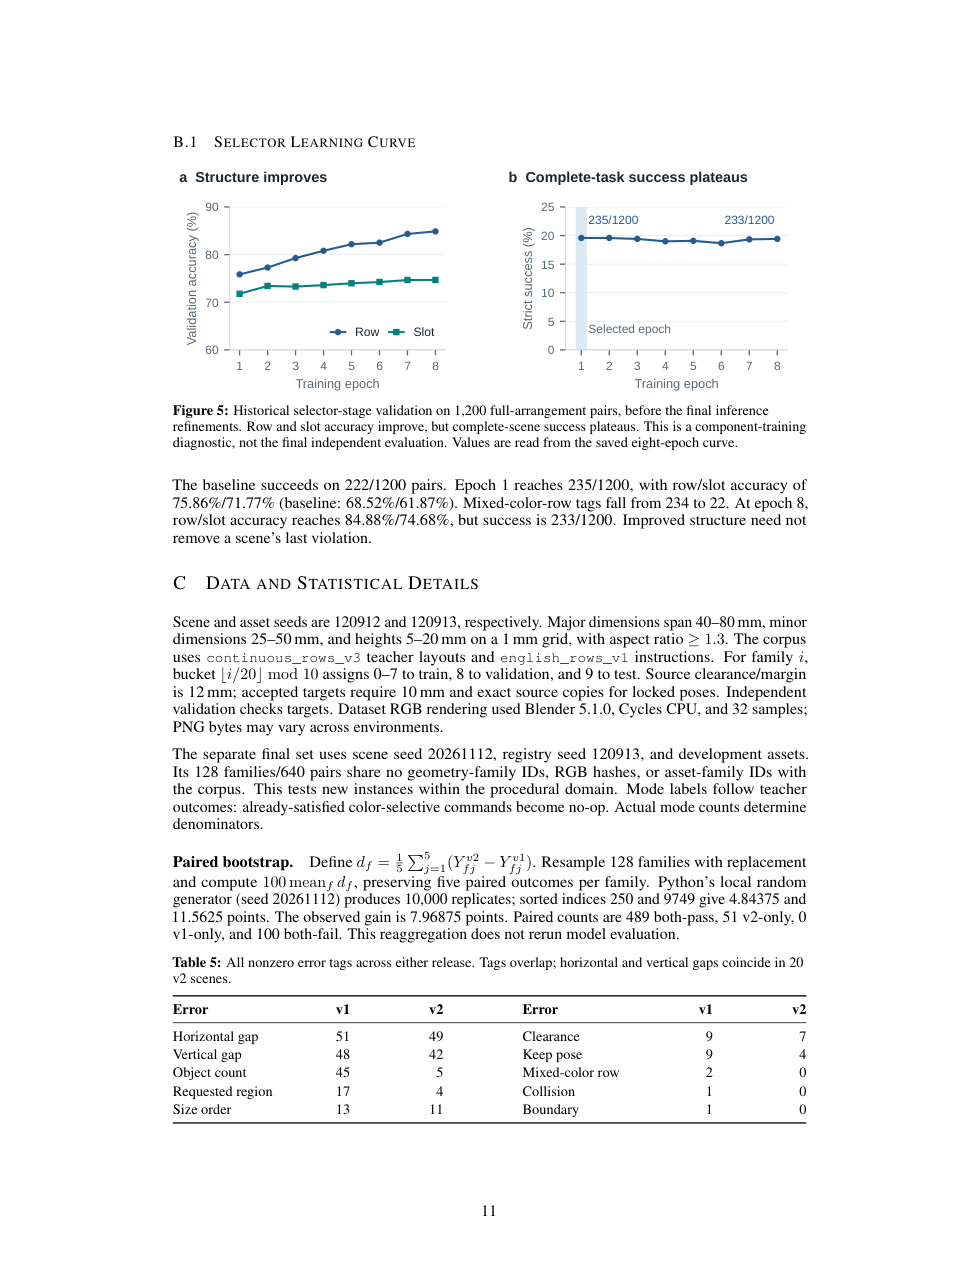 B.1 SELECTOR LEARNING CURVE
a Structure improves
90
80
70
60
Validation accuracy (%)
Row
Slot
1 2 3 4 5 6 7 8
Training epoch
b Complete-task success plateaus
25
20
15
10
5
0
Strict success (%)
235/1200
233/1200
Selected epoch
1 2 3 4 5 6 7 8
Training epoch
Figure 5: Historical selector-stage validation on 1,200 full-arrangement pairs, before the final inference
refinements. Row and slot accuracy improve, but complete-scene success plateaus. This is a component-training
diagnostic, not the final independent evaluation. Values are read from the saved eight-epoch curve.
The baseline succeeds on 222/1200 pairs. Epoch 1 reaches 235/1200, with row/slot accuracy of
75.86%/71.77% (baseline: 68.52%/61.87%). Mixed-color-row tags fall from 234 to 22. At epoch 8,
row/slot accuracy reaches 84.88%/74.68%, but success is 233/1200. Improved structure need not
remove a scene's last violation.
C DATA AND STATISTICAL DETAILS
Scene and asset seeds are 120912 and 120913, respectively. Major dimensions span 40–80 mm, minor
dimensions 25–50 mm, and heights 5–20 mm on a 1 mm grid, with aspect ratio ≥ 1.3. The corpus
uses continuous_rows_v3 teacher layouts and english_rows_v1 instructions. For family i,
bucket ⌊i/20⌋ mod 10 assigns 0–7 to train, 8 to validation, and 9 to test. Source clearance/margin
is 12 mm; accepted targets require 10 mm and exact source copies for locked poses. Independent
validation checks targets. Dataset RGB rendering used Blender 5.1.0, Cycles CPU, and 32 samples;
PNG bytes may vary across environments.
The separate final set uses scene seed 20261112, registry seed 120913, and development assets.
Its 128 families/640 pairs share no geometry-family IDs, RGB hashes, or asset-family IDs with
the corpus. This tests new instances within the procedural domain. Mode labels follow teacher
outcomes: already-satisfied color-selective commands become no-op. Actual mode counts determine
denominators.
Paired bootstrap. Define d_f = 1/5 ∑_{j=1}^{5} (Y_{fj}^{v2} − Y_{fj}^{v1}). Resample 128 families with replacement
and compute 100 mean_f d_f, preserving five paired outcomes per family. Python's local random
generator (seed 20261112) produces 10,000 replicates; sorted indices 250 and 9749 give 4.84375 and
11.5625 points. The observed gain is 7.96875 points. Paired counts are 489 both-pass, 51 v2-only, 0
v1-only, and 100 both-fail. This reaggregation does not rerun model evaluation.
Table 5: All nonzero error tags across either release. Tags overlap; horizontal and vertical gaps coincide in 20
v2 scenes.
Error v1 v2 Error v1 v2
Horizontal gap 51 49 Clearance 9 7
Vertical gap 48 42 Keep pose 9 4
Object count 45 5 Mixed-color row 2 0
Requested region 17 4 Collision 1 0
Size order 13 11 Boundary 1 0
11